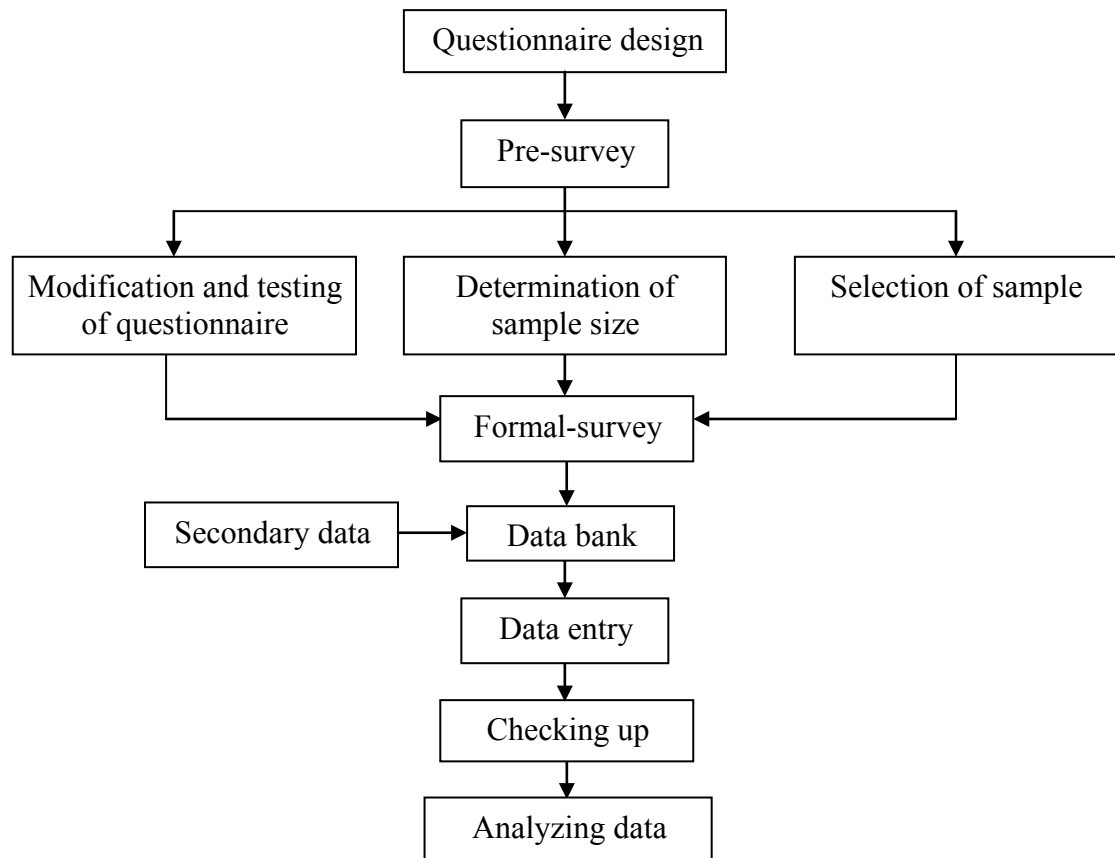 Questionnaire design
Pre-survey
Modification and testing
of questionnaire
Determination of
sample size
Selection of sample
Formal-survey
Secondary data
Data bank
Data entry
Checking up
Analyzing data